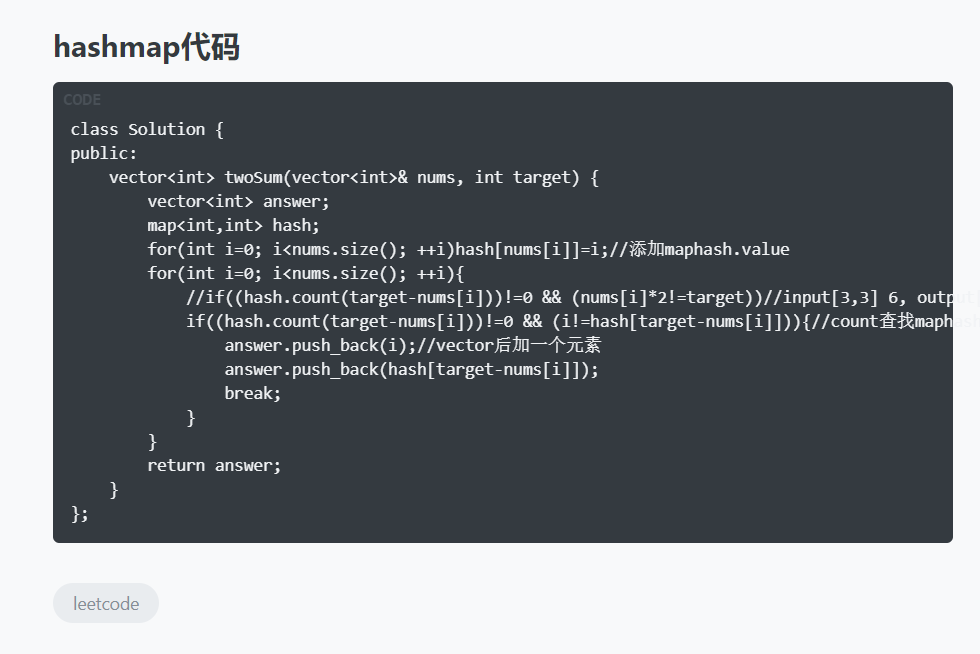 hashmap代码
CODE
class Solution {
public:
    vector<int> twoSum(vector<int>& nums, int target) {
        vector<int> answer;
        map<int,int> hash;
        for(int i=0; i<nums.size(); ++i)hash[nums[i]]=i;//添加maphash.value
        for(int i=0; i<nums.size(); ++i){
            //if((hash.count(target-nums[i]))!=0 && (nums[i]*2!=target))//input[3,3] 6, output[
            if((hash.count(target-nums[i]))!=0 && (i!=hash[target-nums[i]])){//count查找maphash
                answer.push_back(i);//vector后加一个元素
                answer.push_back(hash[target-nums[i]]);
                break;
            }
        }
        return answer;
    }
};
leetcode